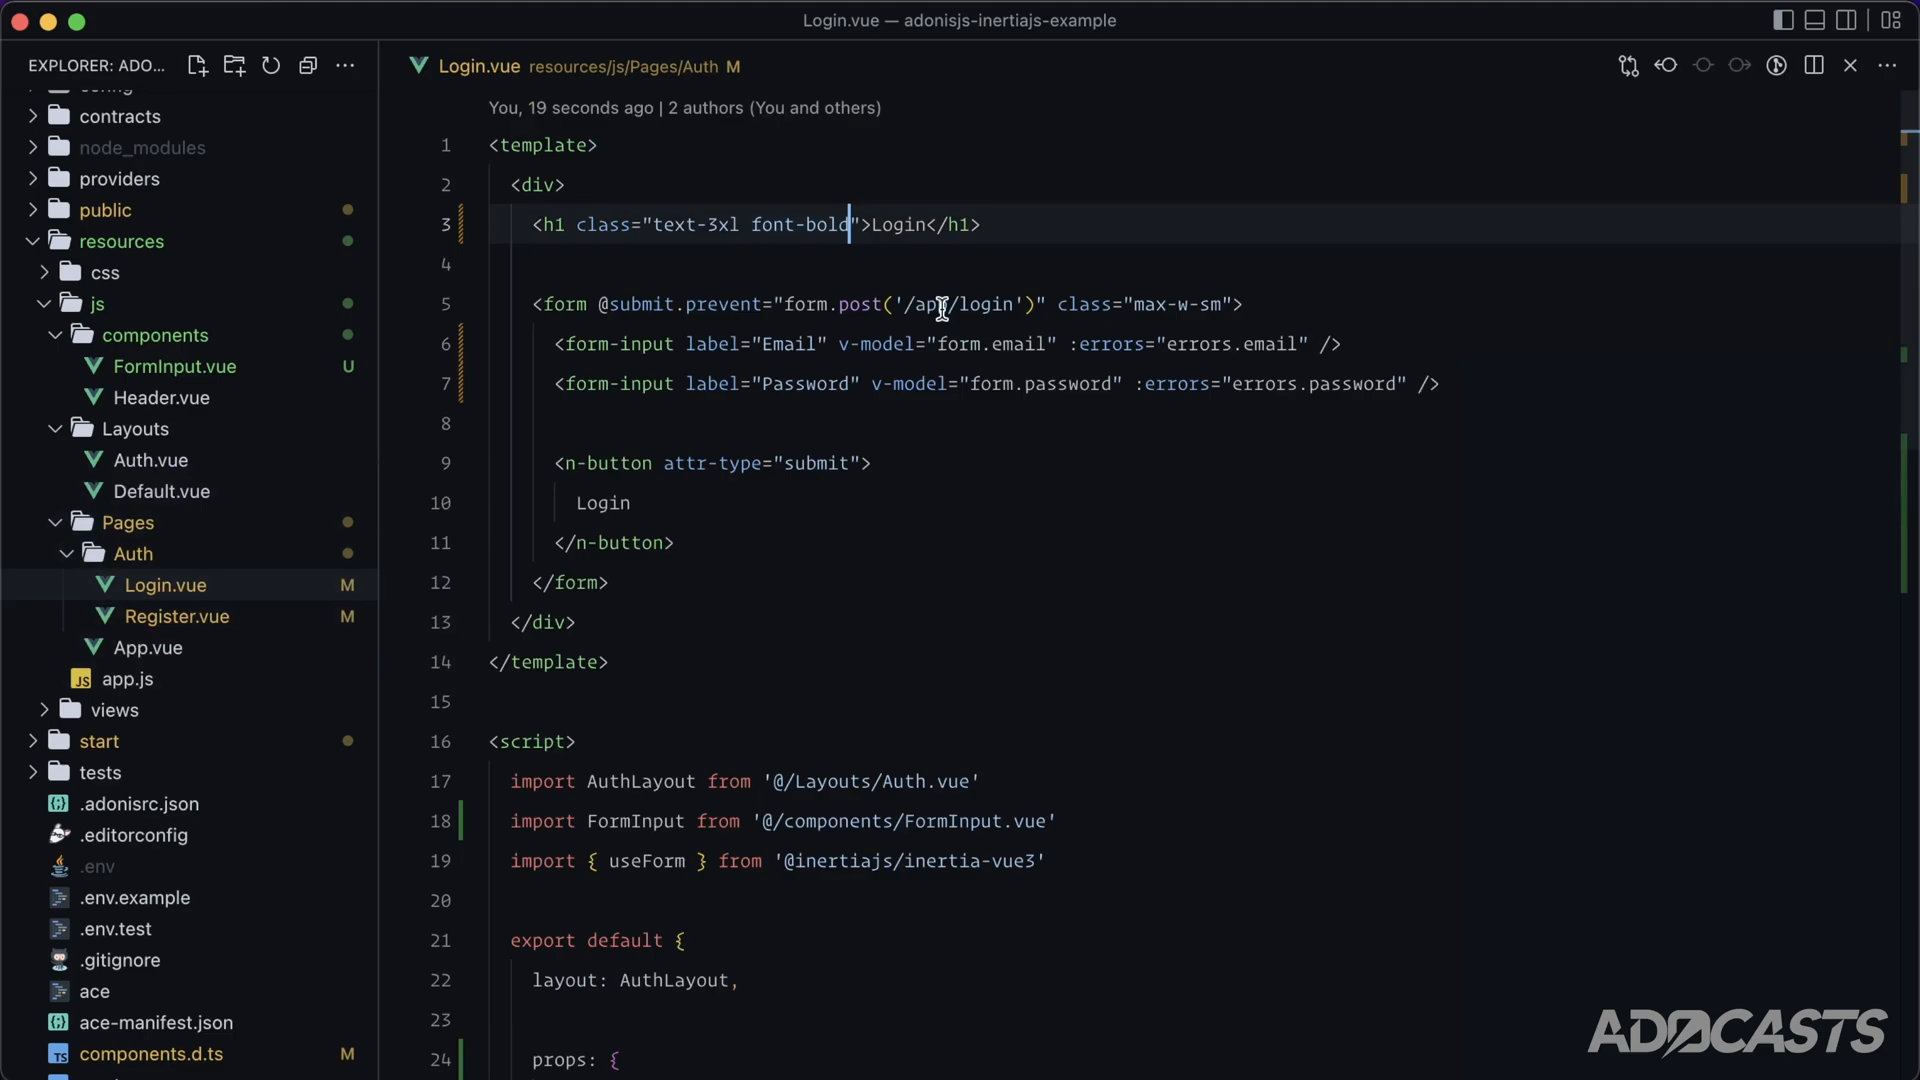 Login.vue — adonisjs-inertiajs-example
EXPLORER: ADO...
contracts
node_modules
providers
public
resources
css
js
components
FormInput.vue U
Header.vue
Layouts
Auth.vue
Default.vue
Pages
Auth
Login.vue M
Register.vue M
App.vue
JS app.js
views
start
tests
.adonisrc.json
.editorconfig
.env
.env.example
.env.test
.gitignore
ace
ace-manifest.json
TS components.d.ts M
Login.vue resources/js/Pages/Auth M
You, 19 seconds ago | 2 authors (You and others)
1 <template>
2 <div>
3 <h1 class="text-3xl font-bold">Login</h1>
4
5 <form @submit.prevent="form.post('/app/login')" class="max-w-sm">
6 <form-input label="Email" v-model="form.email" :errors="errors.email" />
7 <form-input label="Password" v-model="form.password" :errors="errors.password" />
8
9 <n-button attr-type="submit">
10 Login
11 </n-button>
12 </form>
13 </div>
14 </template>
15
16 <script>
17 import AuthLayout from '@/Layouts/Auth.vue'
18 import FormInput from '@/components/FormInput.vue'
19 import { useForm } from '@inertiajs/inertia-vue3'
20
21 export default {
22 layout: AuthLayout,
23
24 props: {
ADOCASTS